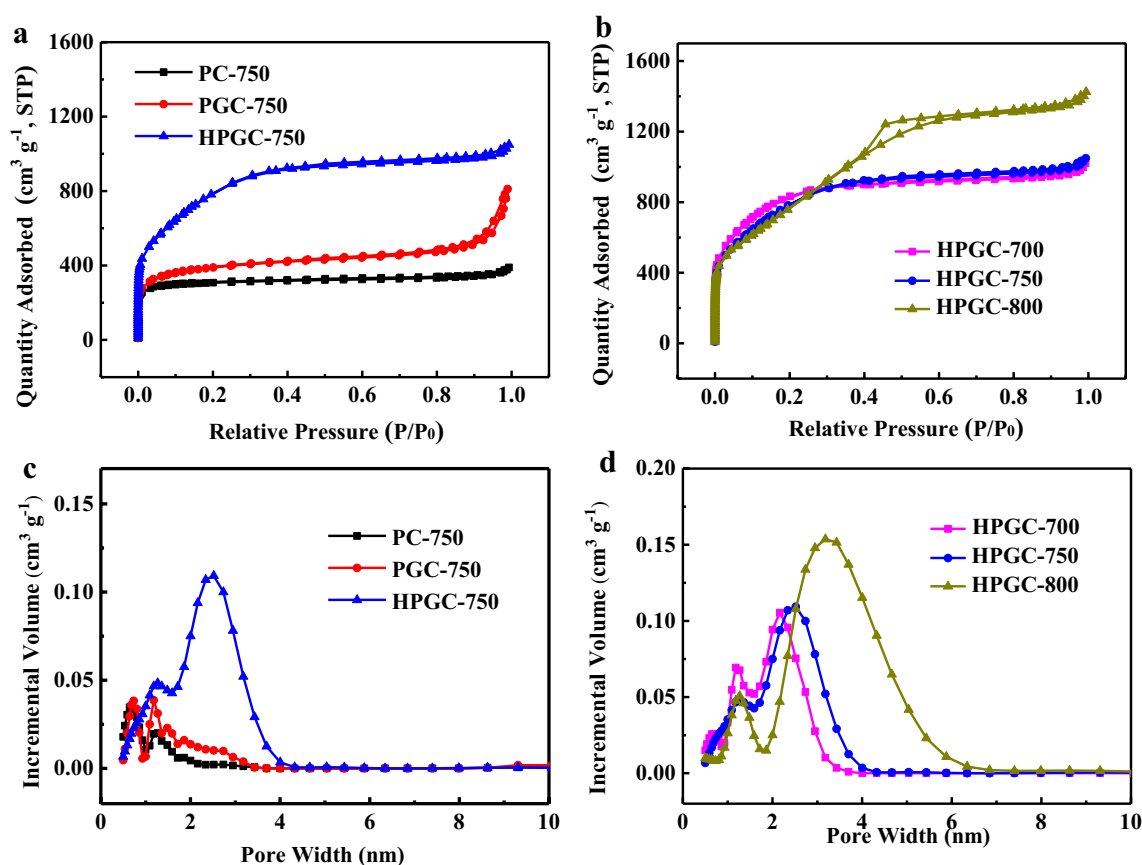 a
Quantity Adsorbed (cm³ g⁻¹, STP)
1600
1200
800
400
0
PC-750
PGC-750
HPGC-750
0.0 0.2 0.4 0.6 0.8 1.0
Relative Pressure (P/P₀)
b
Quantity Adsorbed (cm³ g⁻¹, STP)
1600
1200
800
400
0
HPGC-700
HPGC-750
HPGC-800
0.0 0.2 0.4 0.6 0.8 1.0
Relative Pressure (P/P₀)
c
Incremental Volume (cm³ g⁻¹)
0.15
0.10
0.05
0.00
PC-750
PGC-750
HPGC-750
0 2 4 6 8 10
Pore Width (nm)
d
Incremental Volume (cm³ g⁻¹)
0.20
0.15
0.10
0.05
0.00
HPGC-700
HPGC-750
HPGC-800
0 2 4 6 8 10
Pore Width (nm)